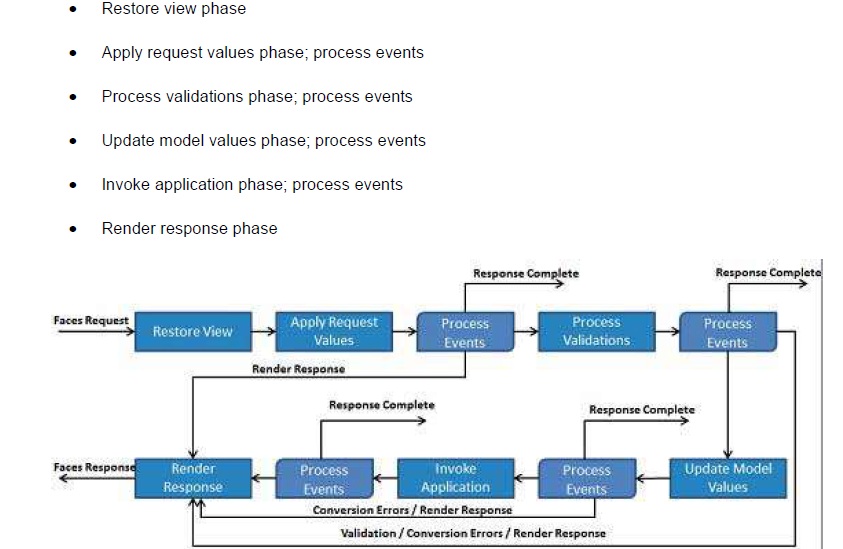 • Restore view phase
• Apply request values phase; process events
• Process validations phase; process events
• Update model values phase; process events
• Invoke application phase; process events
• Render response phase
Response Complete
Response Complete
Faces Request
Restore View
Apply Request
Values
Process
Events
Process
Validations
Process
Events
Render Response
Response Complete
Response Complete
Faces Response
Render
Response
Process
Events
Invoke
Application
Process
Events
Update Model
Values
Conversion Errors / Render Response
Validation / Conversion Errors / Render Response